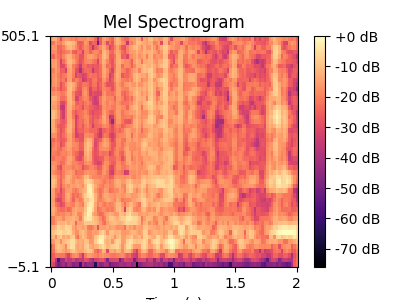 Mel Spectrogram
505.1
−5.1
0
0.5
1
1.5
2
+0 dB
-10 dB
-20 dB
-30 dB
-40 dB
-50 dB
-60 dB
-70 dB